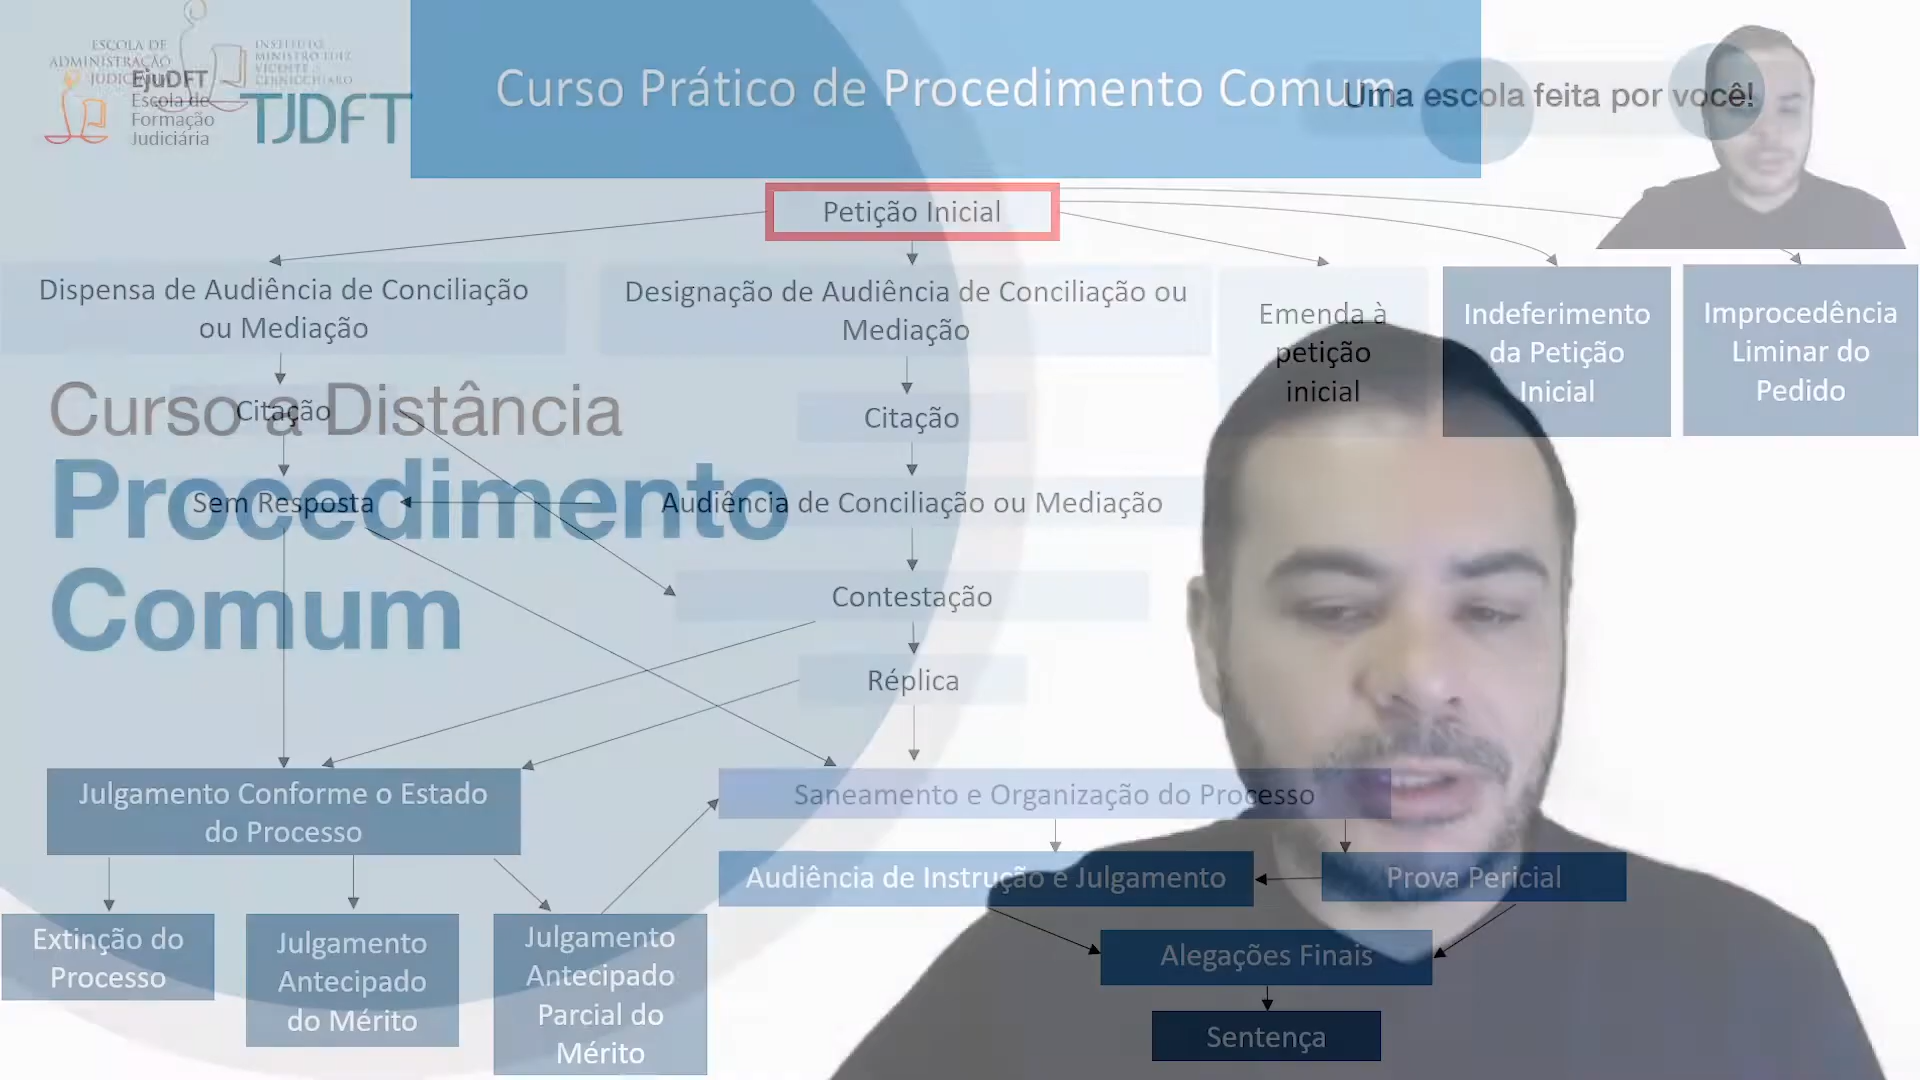 ESCOLA DE
ADMINISTRAÇÃO
INSTITUTO
MINISTRO LUIZ
VICENTE
CERNICCHIARO
EjuDFT
Escola de
Formação
Judiciária
TJDFT
Curso Prático de Procedimento Comum
Uma escola feita por você!
Petição Inicial
Dispensa de Audiência de Conciliação
ou Mediação
Designação de Audiência de Conciliação ou
Mediação
Emenda à
petição
inicial
Indeferimento
da Petição
Inicial
Improcedência
Liminar do
Pedido
Curso a Distância
Procedimento
Comum
Citação
Citação
Sem Resposta
Audiência de Conciliação ou Mediação
Contestação
Réplica
Julgamento Conforme o Estado
do Processo
Saneamento e Organização do Processo
Audiência de Instrução e Julgamento
Prova Pericial
Extinção do
Processo
Julgamento
Antecipado
do Mérito
Julgamento
Antecipado
Parcial do
Mérito
Alegações Finais
Sentença